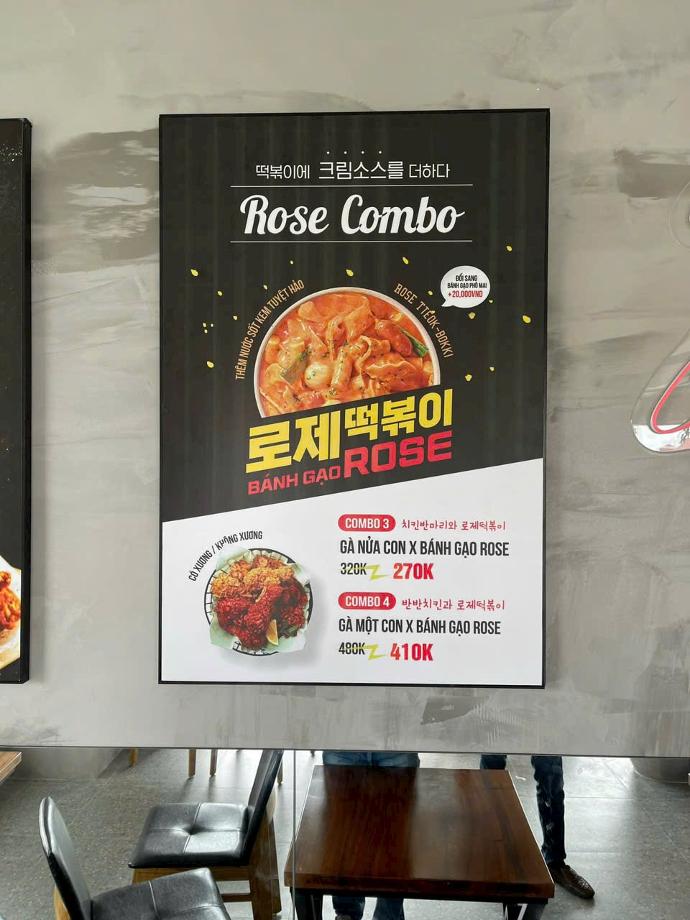 떡볶이에 크림소스를 더하다
Rose Combo
THÊM NƯỚC SỐT KEM TUYỆT HẢO
ROSE TTEOK-BOKKI
ĐỔI SANG
BÁNH GẠO PHÔ MAI
+20,000VND
로제떡볶이
BÁNH GẠO ROSE
CÓ XƯƠNG / KHÔNG XƯƠNG
COMBO 3 치킨반마리와 로제떡볶이
GÀ NỬA CON X BÁNH GẠO ROSE
320K 270K
COMBO 4 반반치킨과 로제떡볶이
GÀ MỘT CON X BÁNH GẠO ROSE
480K 410K